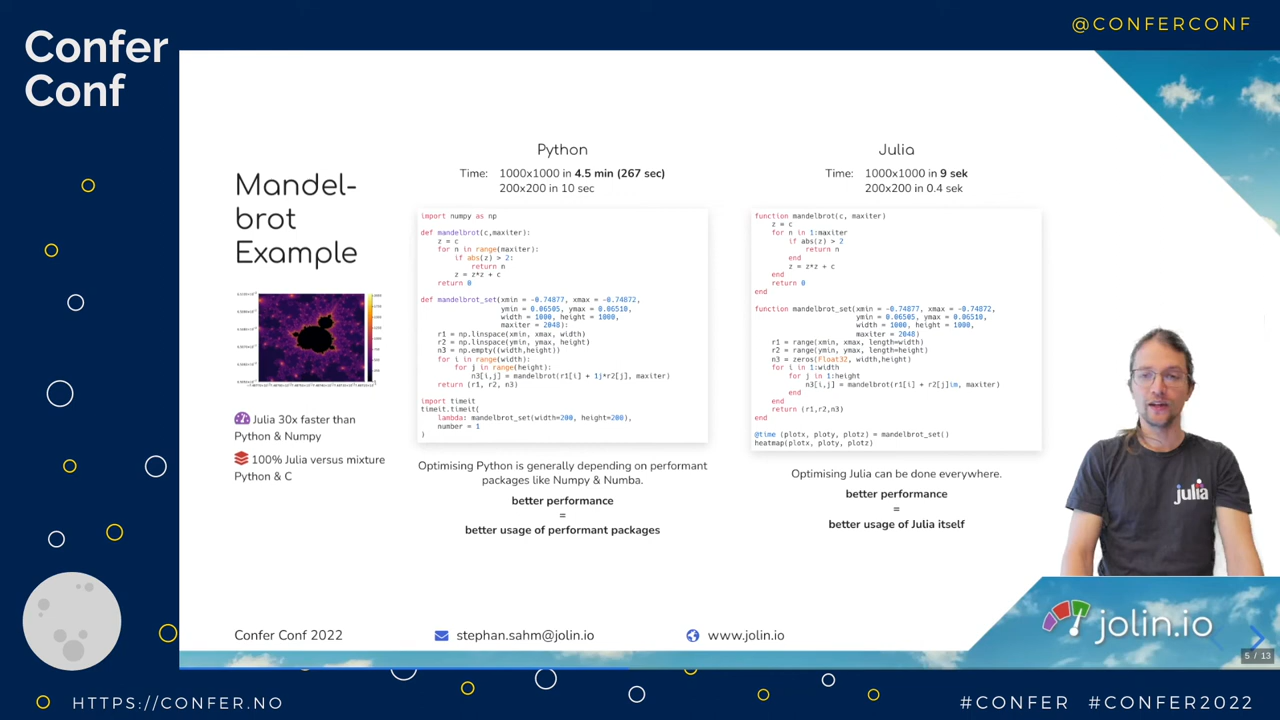 Confer
Conf
@CONFERCONF
Mandel-
brot
Example
Julia 30x faster than
Python & Numpy
100% Julia versus mixture
Python & C
Python
Time: 1000x1000 in 4.5 min (267 sec)
200x200 in 10 sec
import numpy as np
def mandelbrot(c,maxiter):
z = c
for n in range(maxiter):
if abs(z) > 2:
return n
z = z*z + c
return 0
def mandelbrot_set(xmin = -0.74877, xmax = -0.74872,
ymin = 0.06505, ymax = 0.06510,
width = 1000, height = 1000,
maxiter = 2048):
r1 = np.linspace(xmin, xmax, width)
r2 = np.linspace(ymin, ymax, height)
n3 = np.empty((width,height))
for i in range(width):
for j in range(height):
n3[i,j] = mandelbrot(r1[i] + 1j*r2[j], maxiter)
return (r1, r2, n3)
import timeit
timeit.timeit(
lambda: mandelbrot_set(width=200, height=200),
number = 1
)
Optimising Python is generally depending on performant
packages like Numpy & Numba.
better performance
=
better usage of performant packages
Julia
Time: 1000x1000 in 9 sek
200x200 in 0.4 sek
function mandelbrot(c, maxiter)
z = c
for n in 1:maxiter
if abs(z) > 2
return n
end
z = z*z + c
end
return 0
end
function mandelbrot_set(xmin = -0.74877, xmax = -0.74872,
ymin = 0.06505, ymax = 0.06510,
width = 1000, height = 1000,
maxiter = 2048)
r1 = range(xmin, xmax, length=width)
r2 = range(ymin, ymax, length=height)
n3 = zeros(Float32, width,height)
for i in 1:width
for j in 1:height
n3[i,j] = mandelbrot(r1[i] + r2[j]im, maxiter)
end
end
return (r1,r2,n3)
end
@time (plotx, ploty, plotz) = mandelbrot_set()
heatmap(plotx, ploty, plotz)
Optimising Julia can be done everywhere.
better performance
=
better usage of Julia itself
julia
Confer Conf 2022
stephan.sahm@jolin.io
www.jolin.io
jolin.io
5 / 13
HTTPS://CONFER.NO
#CONFER #CONFER2022